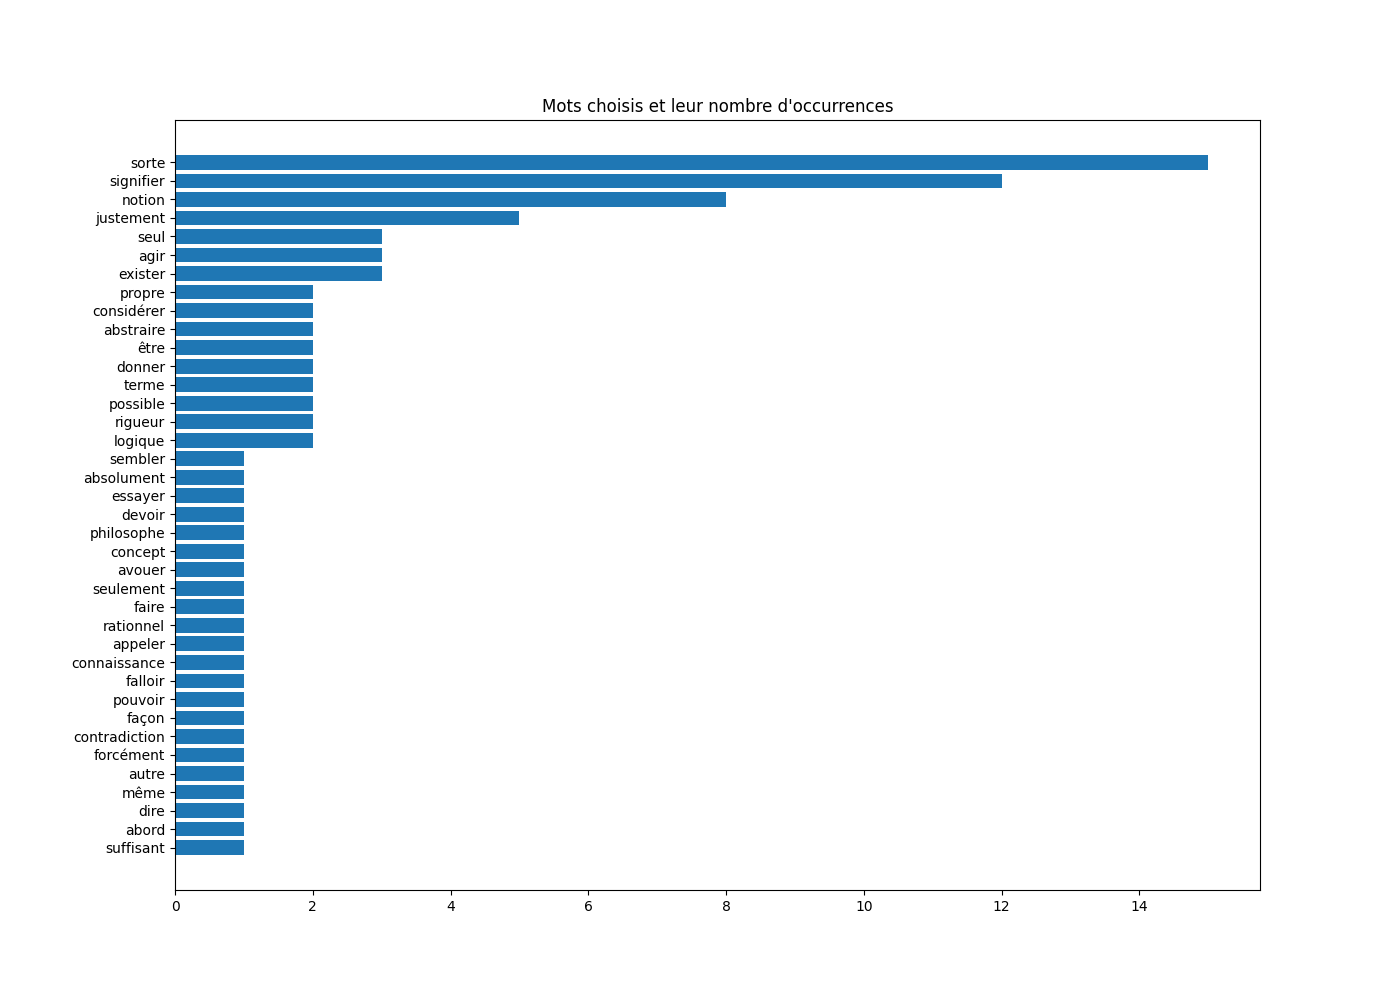 Mots choisis et leur nombre d'occurrences
sorte
signifier
notion
justement
seul
agir
exister
propre
considérer
abstraire
être
donner
terme
possible
rigueur
logique
sembler
absolument
essayer
devoir
philosophe
concept
avouer
seulement
faire
rationnel
appeler
connaissance
falloir
pouvoir
façon
contradiction
forcément
autre
même
dire
abord
suffisant
0 2 4 6 8 10 12 14